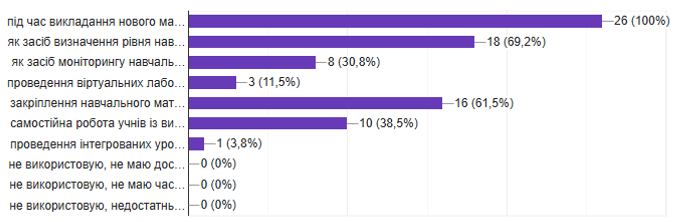 під час викладання нового ма... 26 (100%)
як засіб визначення рівня нав... 18 (69,2%)
як засіб моніторингу навчаль... 8 (30,8%)
проведення віртуальних лабо... 3 (11,5%)
закріплення навчального мат... 16 (61,5%)
самостійна робота учнів із ви... 10 (38,5%)
проведення інтегрованих уро... 1 (3,8%)
не використовую, не маю дос... 0 (0%)
не використовую, не маю час... 0 (0%)
не використовую, недостатнь... 0 (0%)